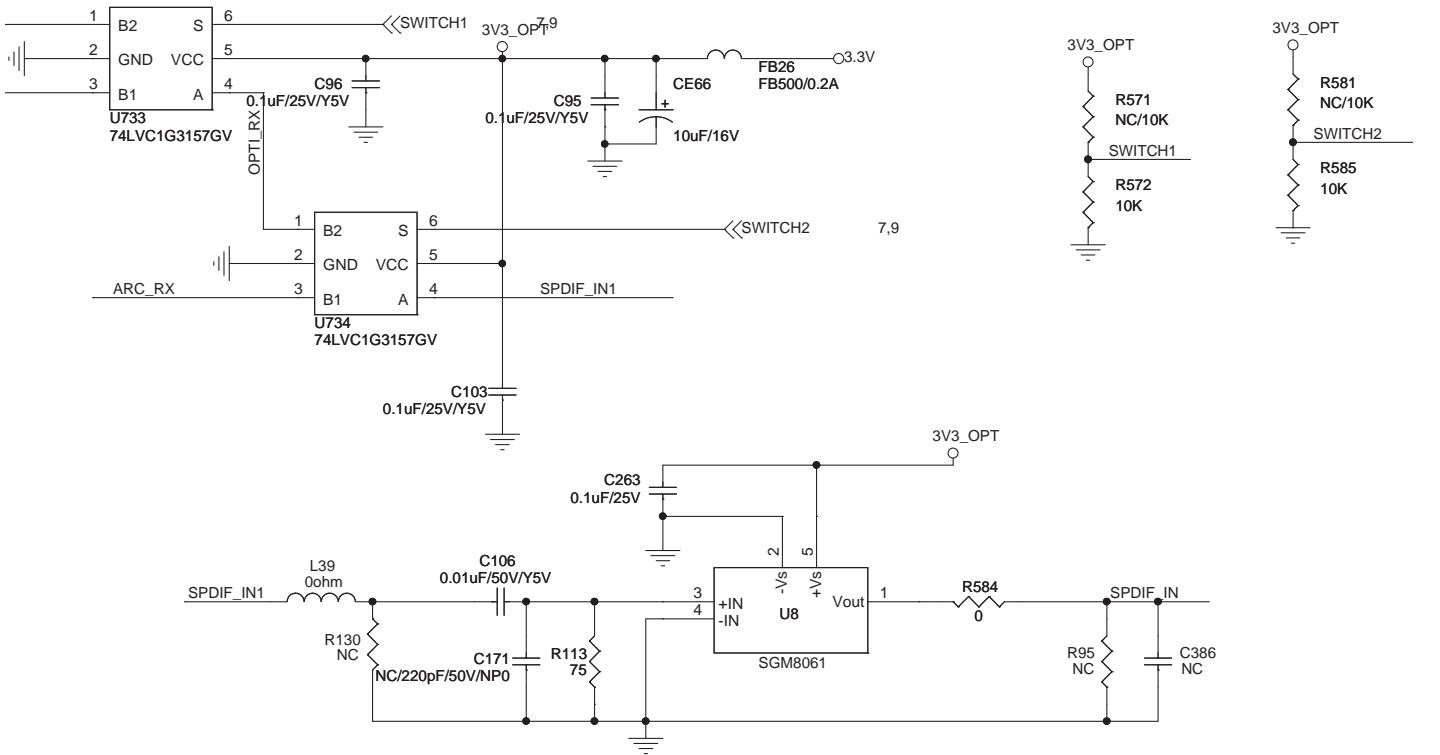 1 B2 S 6 SWITCH1 7,9
2 GND VCC 5
3 B1 A 4
U733
74LVC1G3157GV
OPTI_RX
3V3_OPT
C96
0.1uF/25V/Y5V
C95
0.1uF/25V/Y5V
CE66
10uF/16V
FB26
FB500/0.2A
3.3V
3V3_OPT
R571
NC/10K
SWITCH1
R572
10K
3V3_OPT
R581
NC/10K
SWITCH2
R585
10K
1 B2 S 6 SWITCH2 7,9
2 GND VCC 5
ARC_RX 3 B1 A 4 SPDIF_IN1
U734
74LVC1G3157GV
C103
0.1uF/25V/Y5V
3V3_OPT
C263
0.1uF/25V
2 5
-Vs +Vs
SPDIF_IN1
L39
0ohm
C106
0.01uF/50V/Y5V
R130
NC
C171
NC/220pF/50V/NP0
R113
75
3 +IN
4 -IN
U8
Vout 1
SGM8061
R584
0
SPDIF_IN
R95
NC
C386
NC